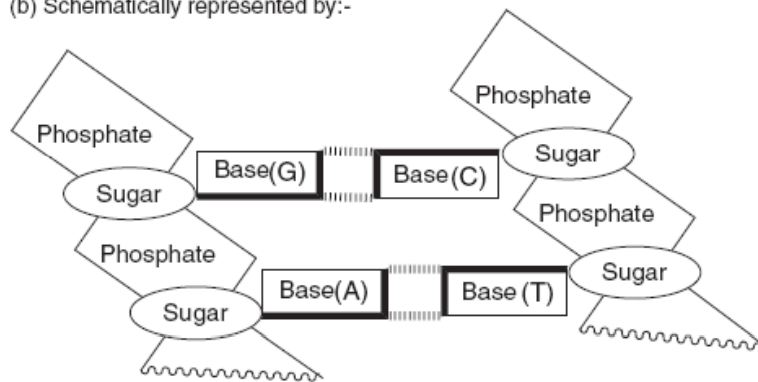 (b) Schematically represented by:-
Phosphate
Phosphate
Base(G)
Base(C)
Sugar
Sugar
Phosphate
Phosphate
Base(A)
Base(T)
Sugar
Sugar